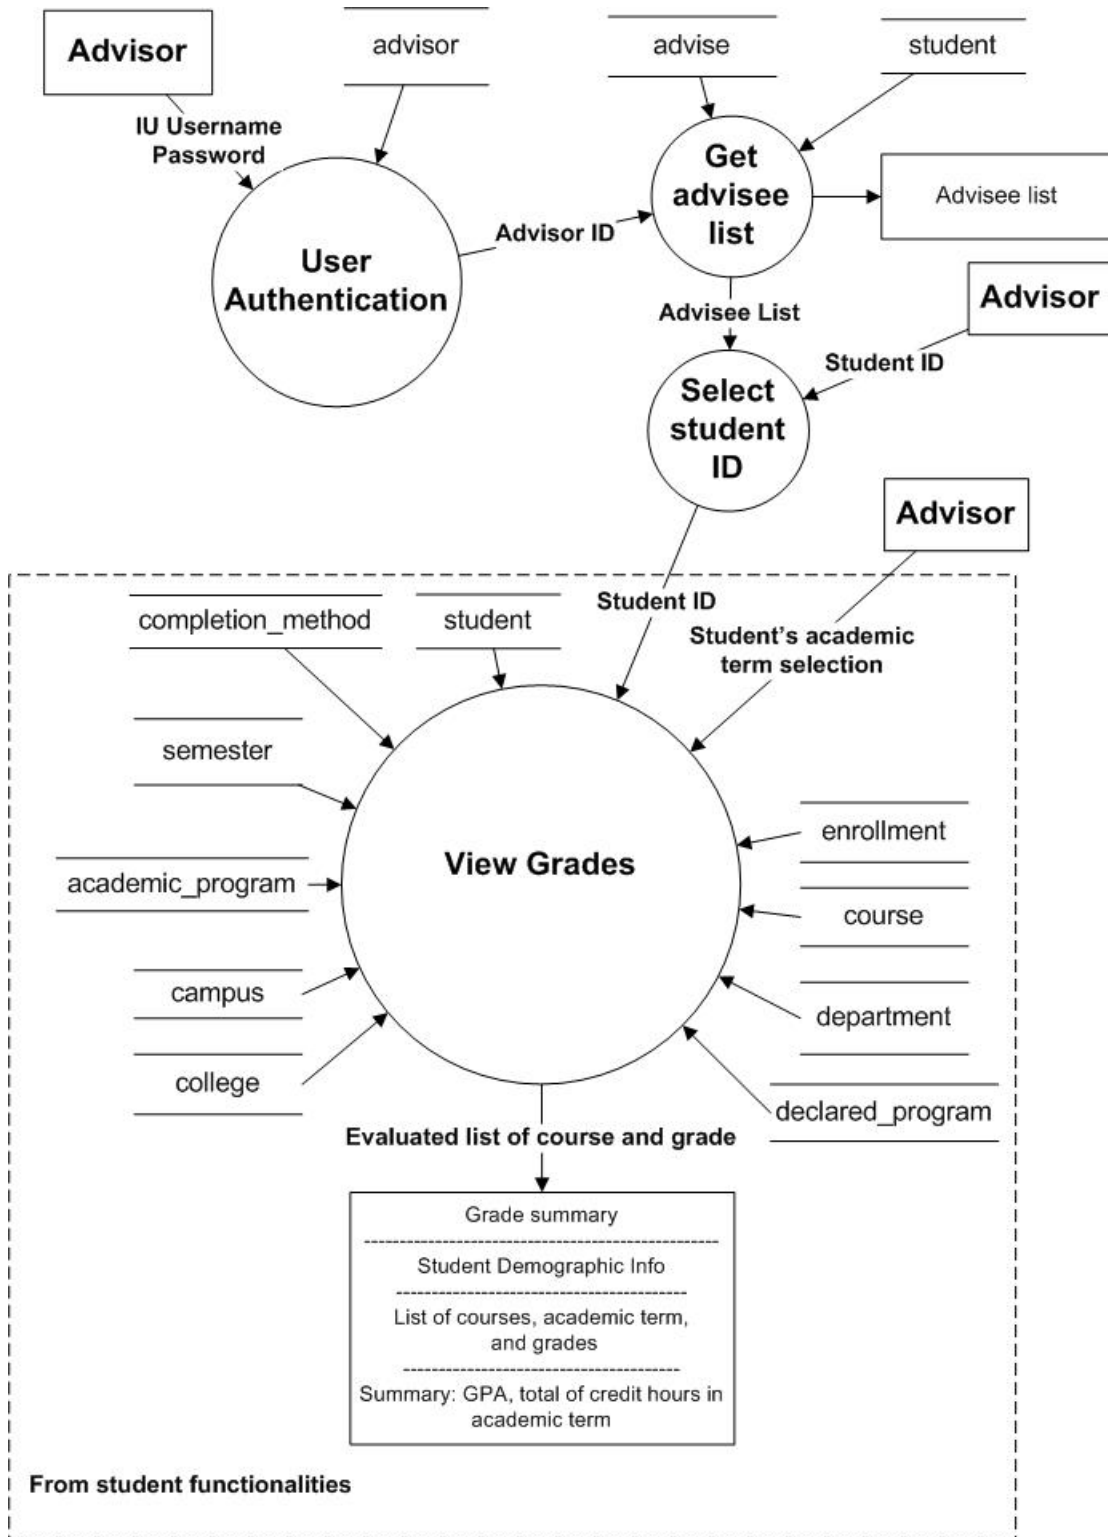 Advisor
advisor
advise
student
IU Username
Password
Get
advisee
list
Advisee list
User
Authentication
Advisor ID
Advisor
Advisee List
Student ID
Select
student
ID
Advisor
completion_method
student
Student ID
Student's academic
term selection
semester
View Grades
enrollment
academic_program
course
campus
department
college
declared_program
Evaluated list of course and grade
Grade summary
Student Demographic Info
List of courses, academic term,
and grades
Summary: GPA, total of credit hours in
academic term
From student functionalities